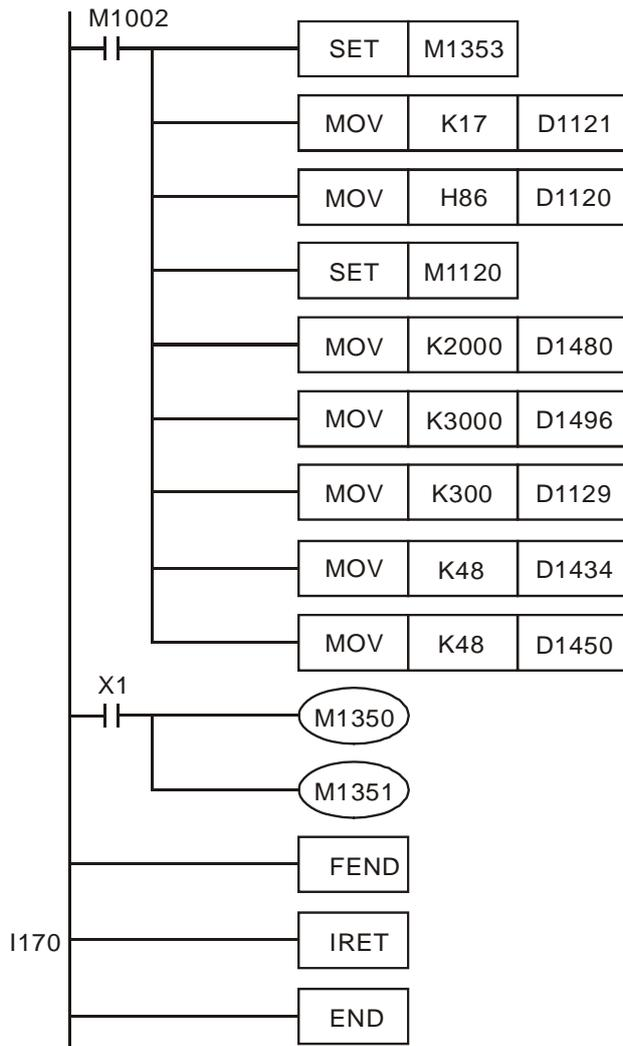 M1002
SET M1353
MOV K17 D1121
MOV H86 D1120
SET M1120
MOV K2000 D1480
MOV K3000 D1496
MOV K300 D1129
MOV K48 D1434
MOV K48 D1450
X1
M1350
M1351
FEND
I170 IRET
END